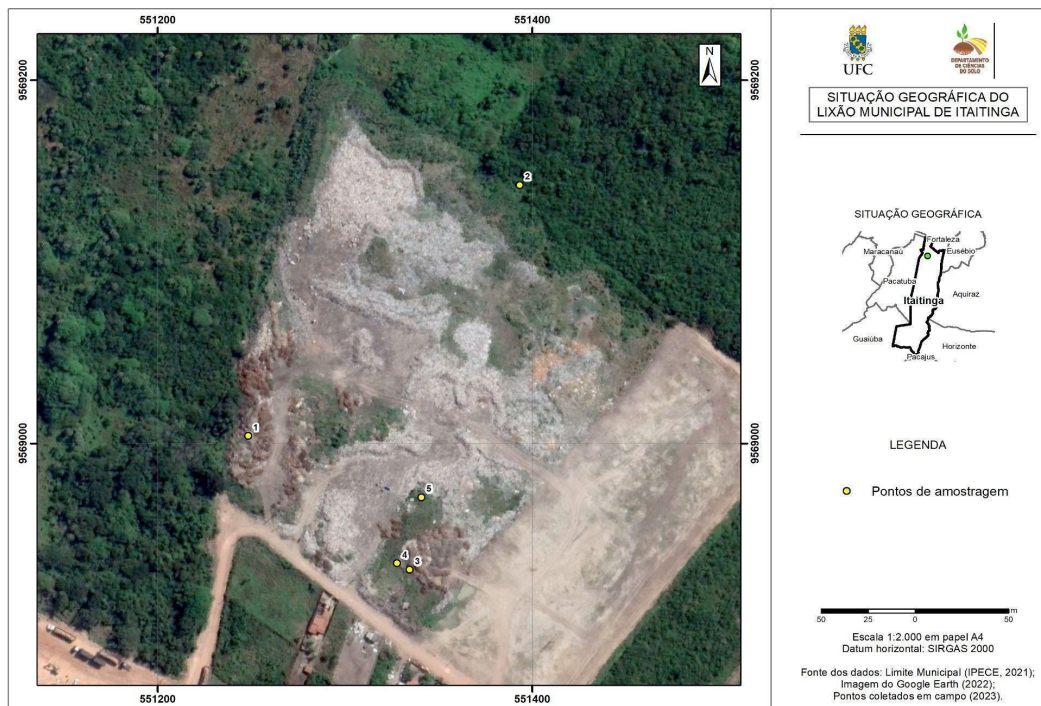 551200
551400
9569200
9569200
N
2
1
9569000
9569000
5
4
3
551200
551400
UFC
DEPARTAMENTO
DE CIÊNCIAS
DO SOLO
SITUAÇÃO GEOGRÁFICA DO
LIXÃO MUNICIPAL DE ITAITINGA
SITUAÇÃO GEOGRÁFICA
Fortaleza
Maracanaú
Eusébio
Pacatuba
Aquiraz
Itaitinga
Guaiúba
Horizonte
Pacajus
LEGENDA
Pontos de amostragem
50 25 0 50 m
Escala 1:2.000 em papel A4
Datum horizontal: SIRGAS 2000
Fonte dos dados: Limite Municipal (IPECE, 2021);
Imagem do Google Earth (2022);
Pontos coletados em campo (2023).